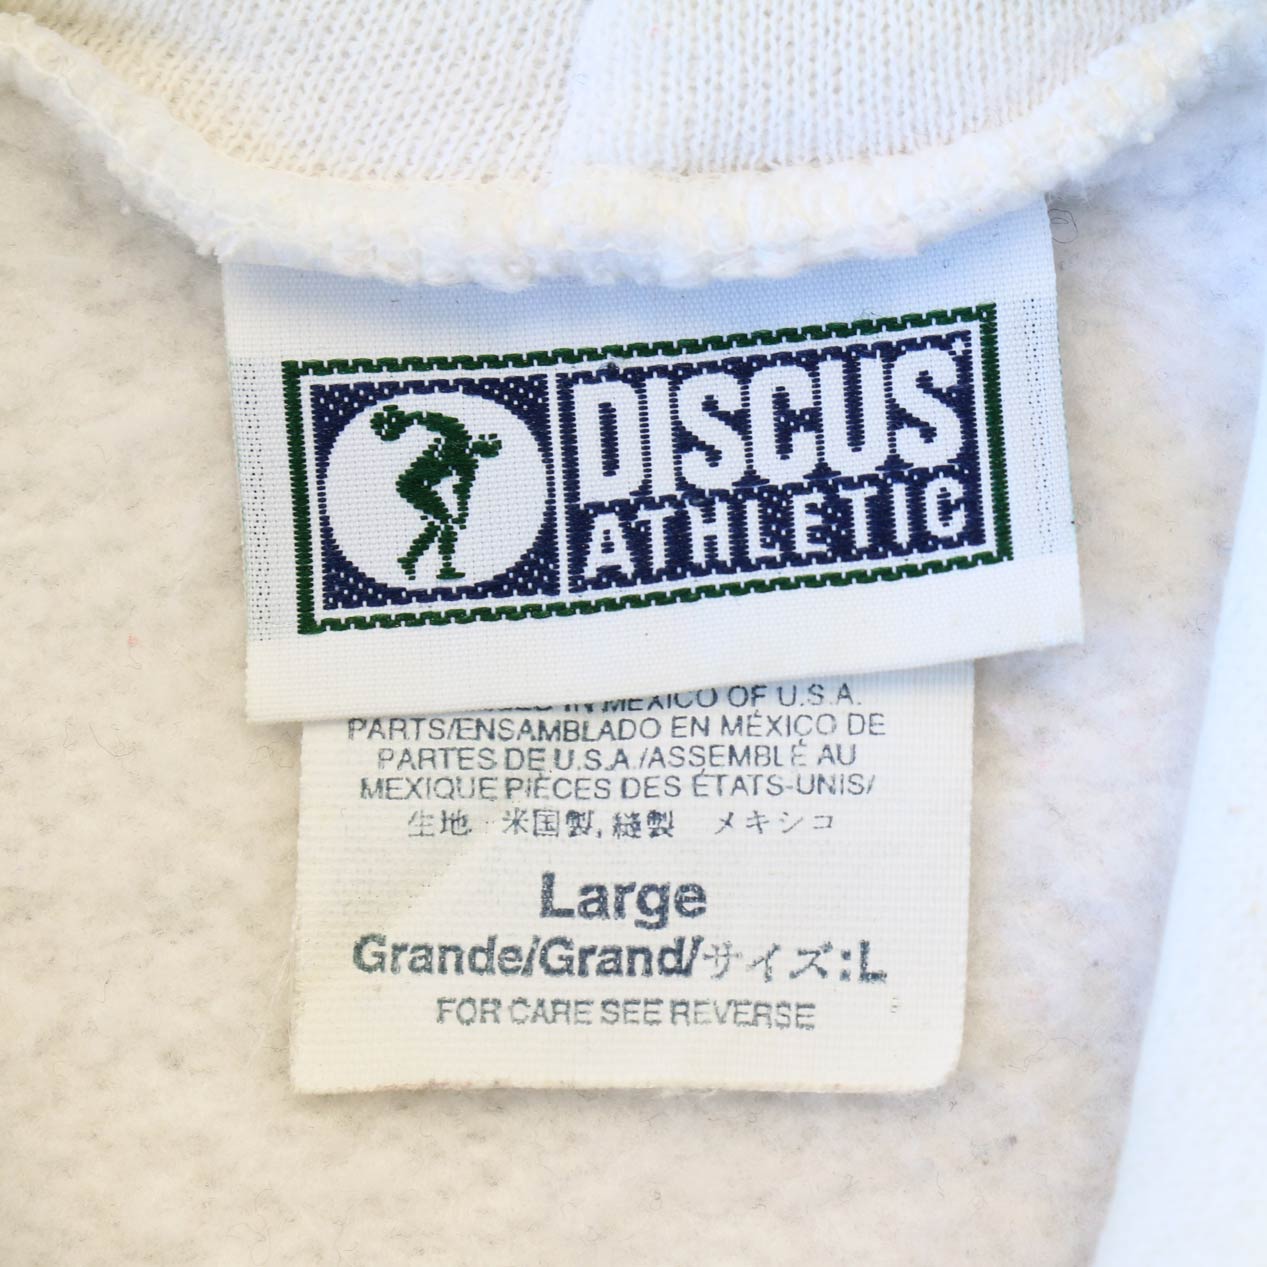 DISCUS
ATHLETIC
IN MEXICO OF U.S.A.
PARTS/ENSAMBLADO EN MÉXICO DE
PARTES DE U.S.A./ASSEMBLÉ AU
MEXIQUE PIÈCES DES ÉTATS-UNIS/
生地 米国製,縫製 メキシコ
Large
Grande/Grand/サイズ:L
FOR CARE SEE REVERSE